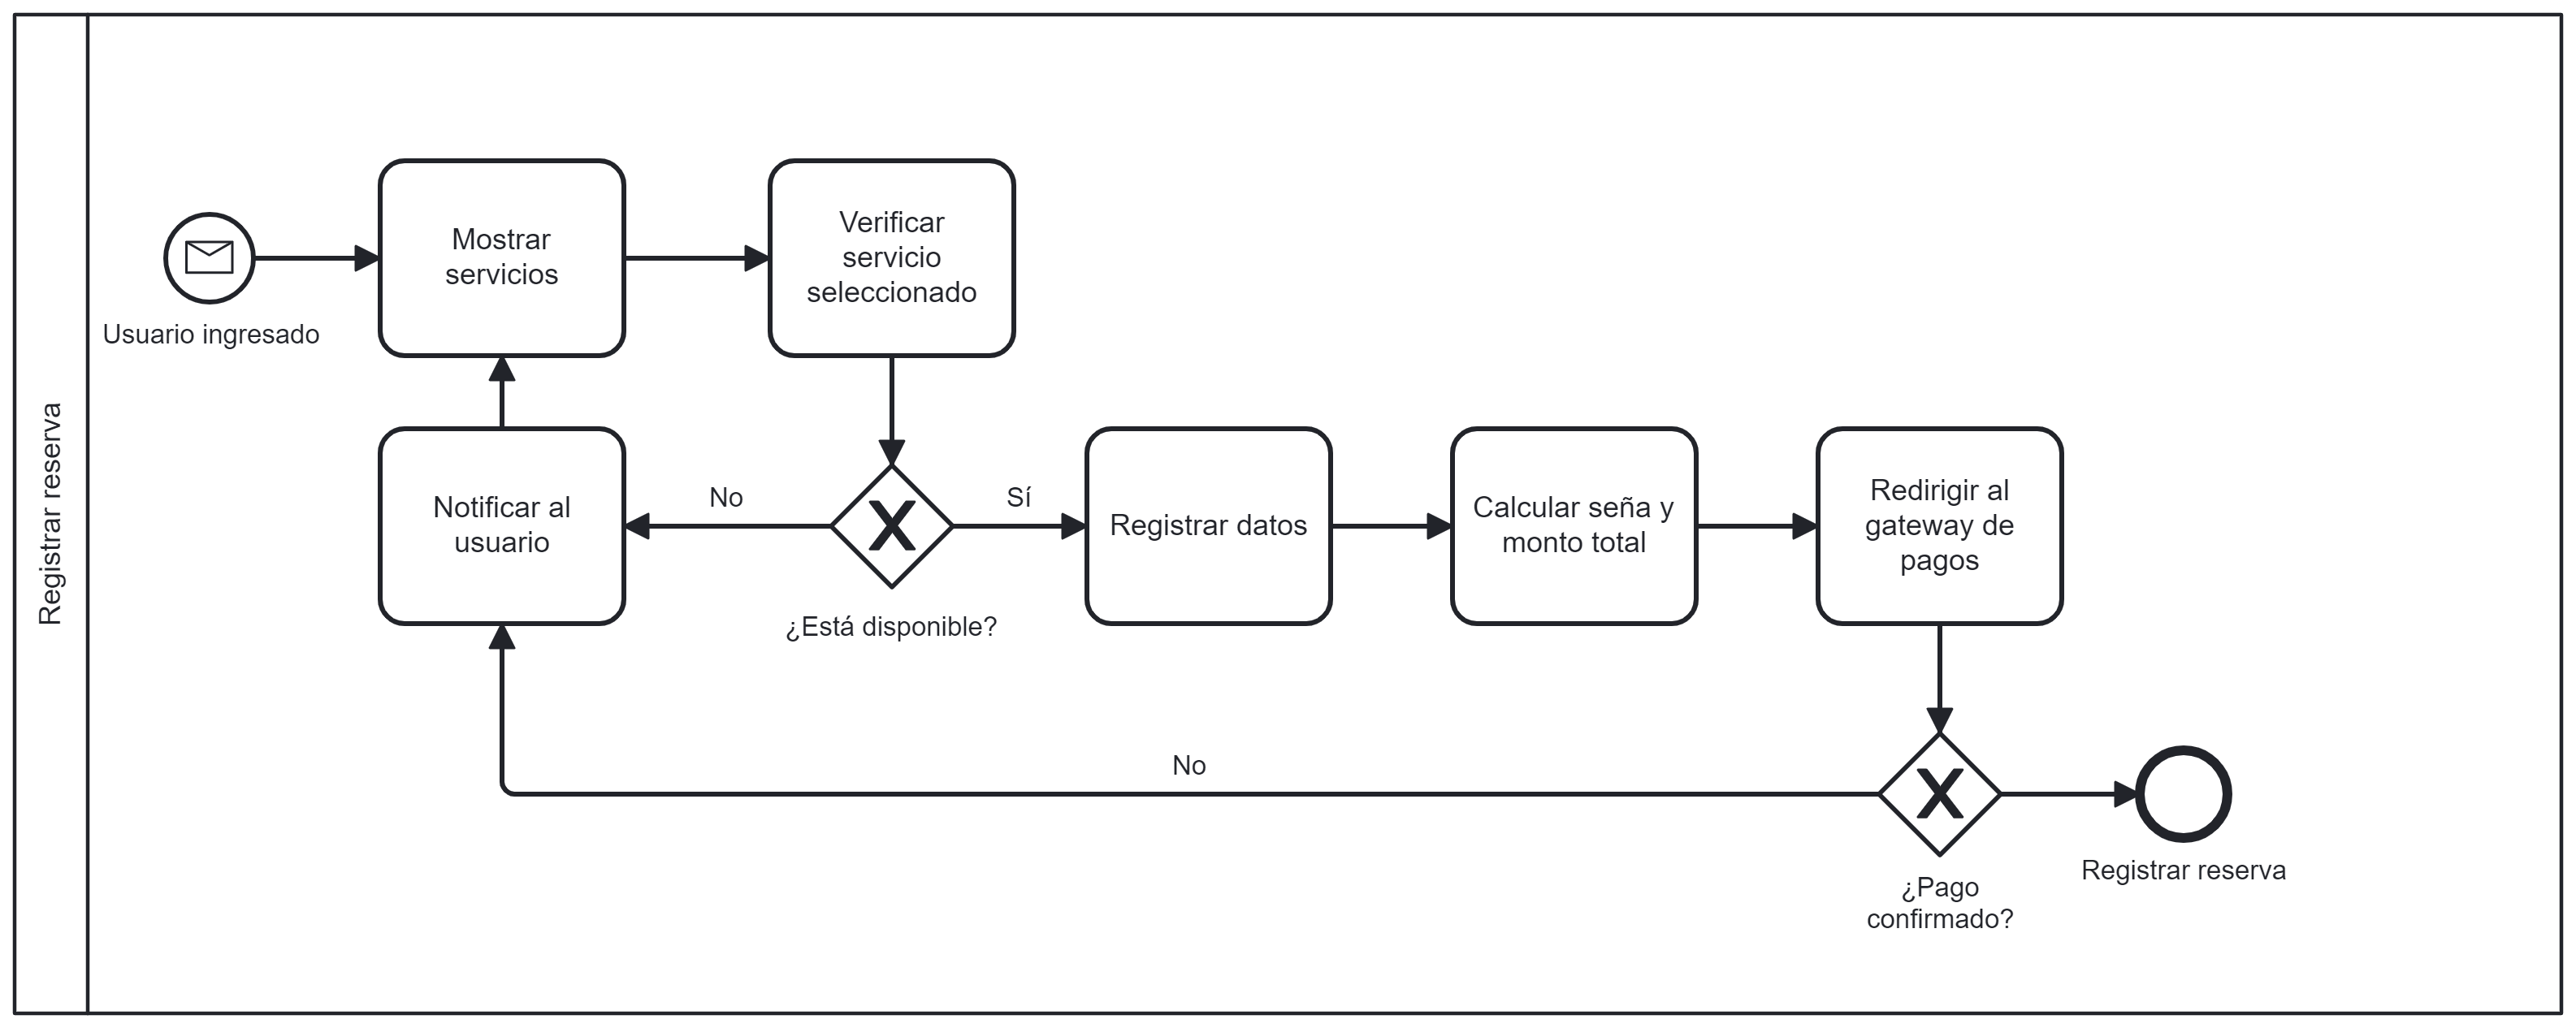 Registrar reserva
Usuario ingresado
Mostrar
servicios
Verificar
servicio
seleccionado
Notificar al
usuario
No
¿Está disponible?
Sí
Registrar datos
Calcular seña y
monto total
Redirigir al
gateway de
pagos
No
¿Pago
confirmado?
Registrar reserva